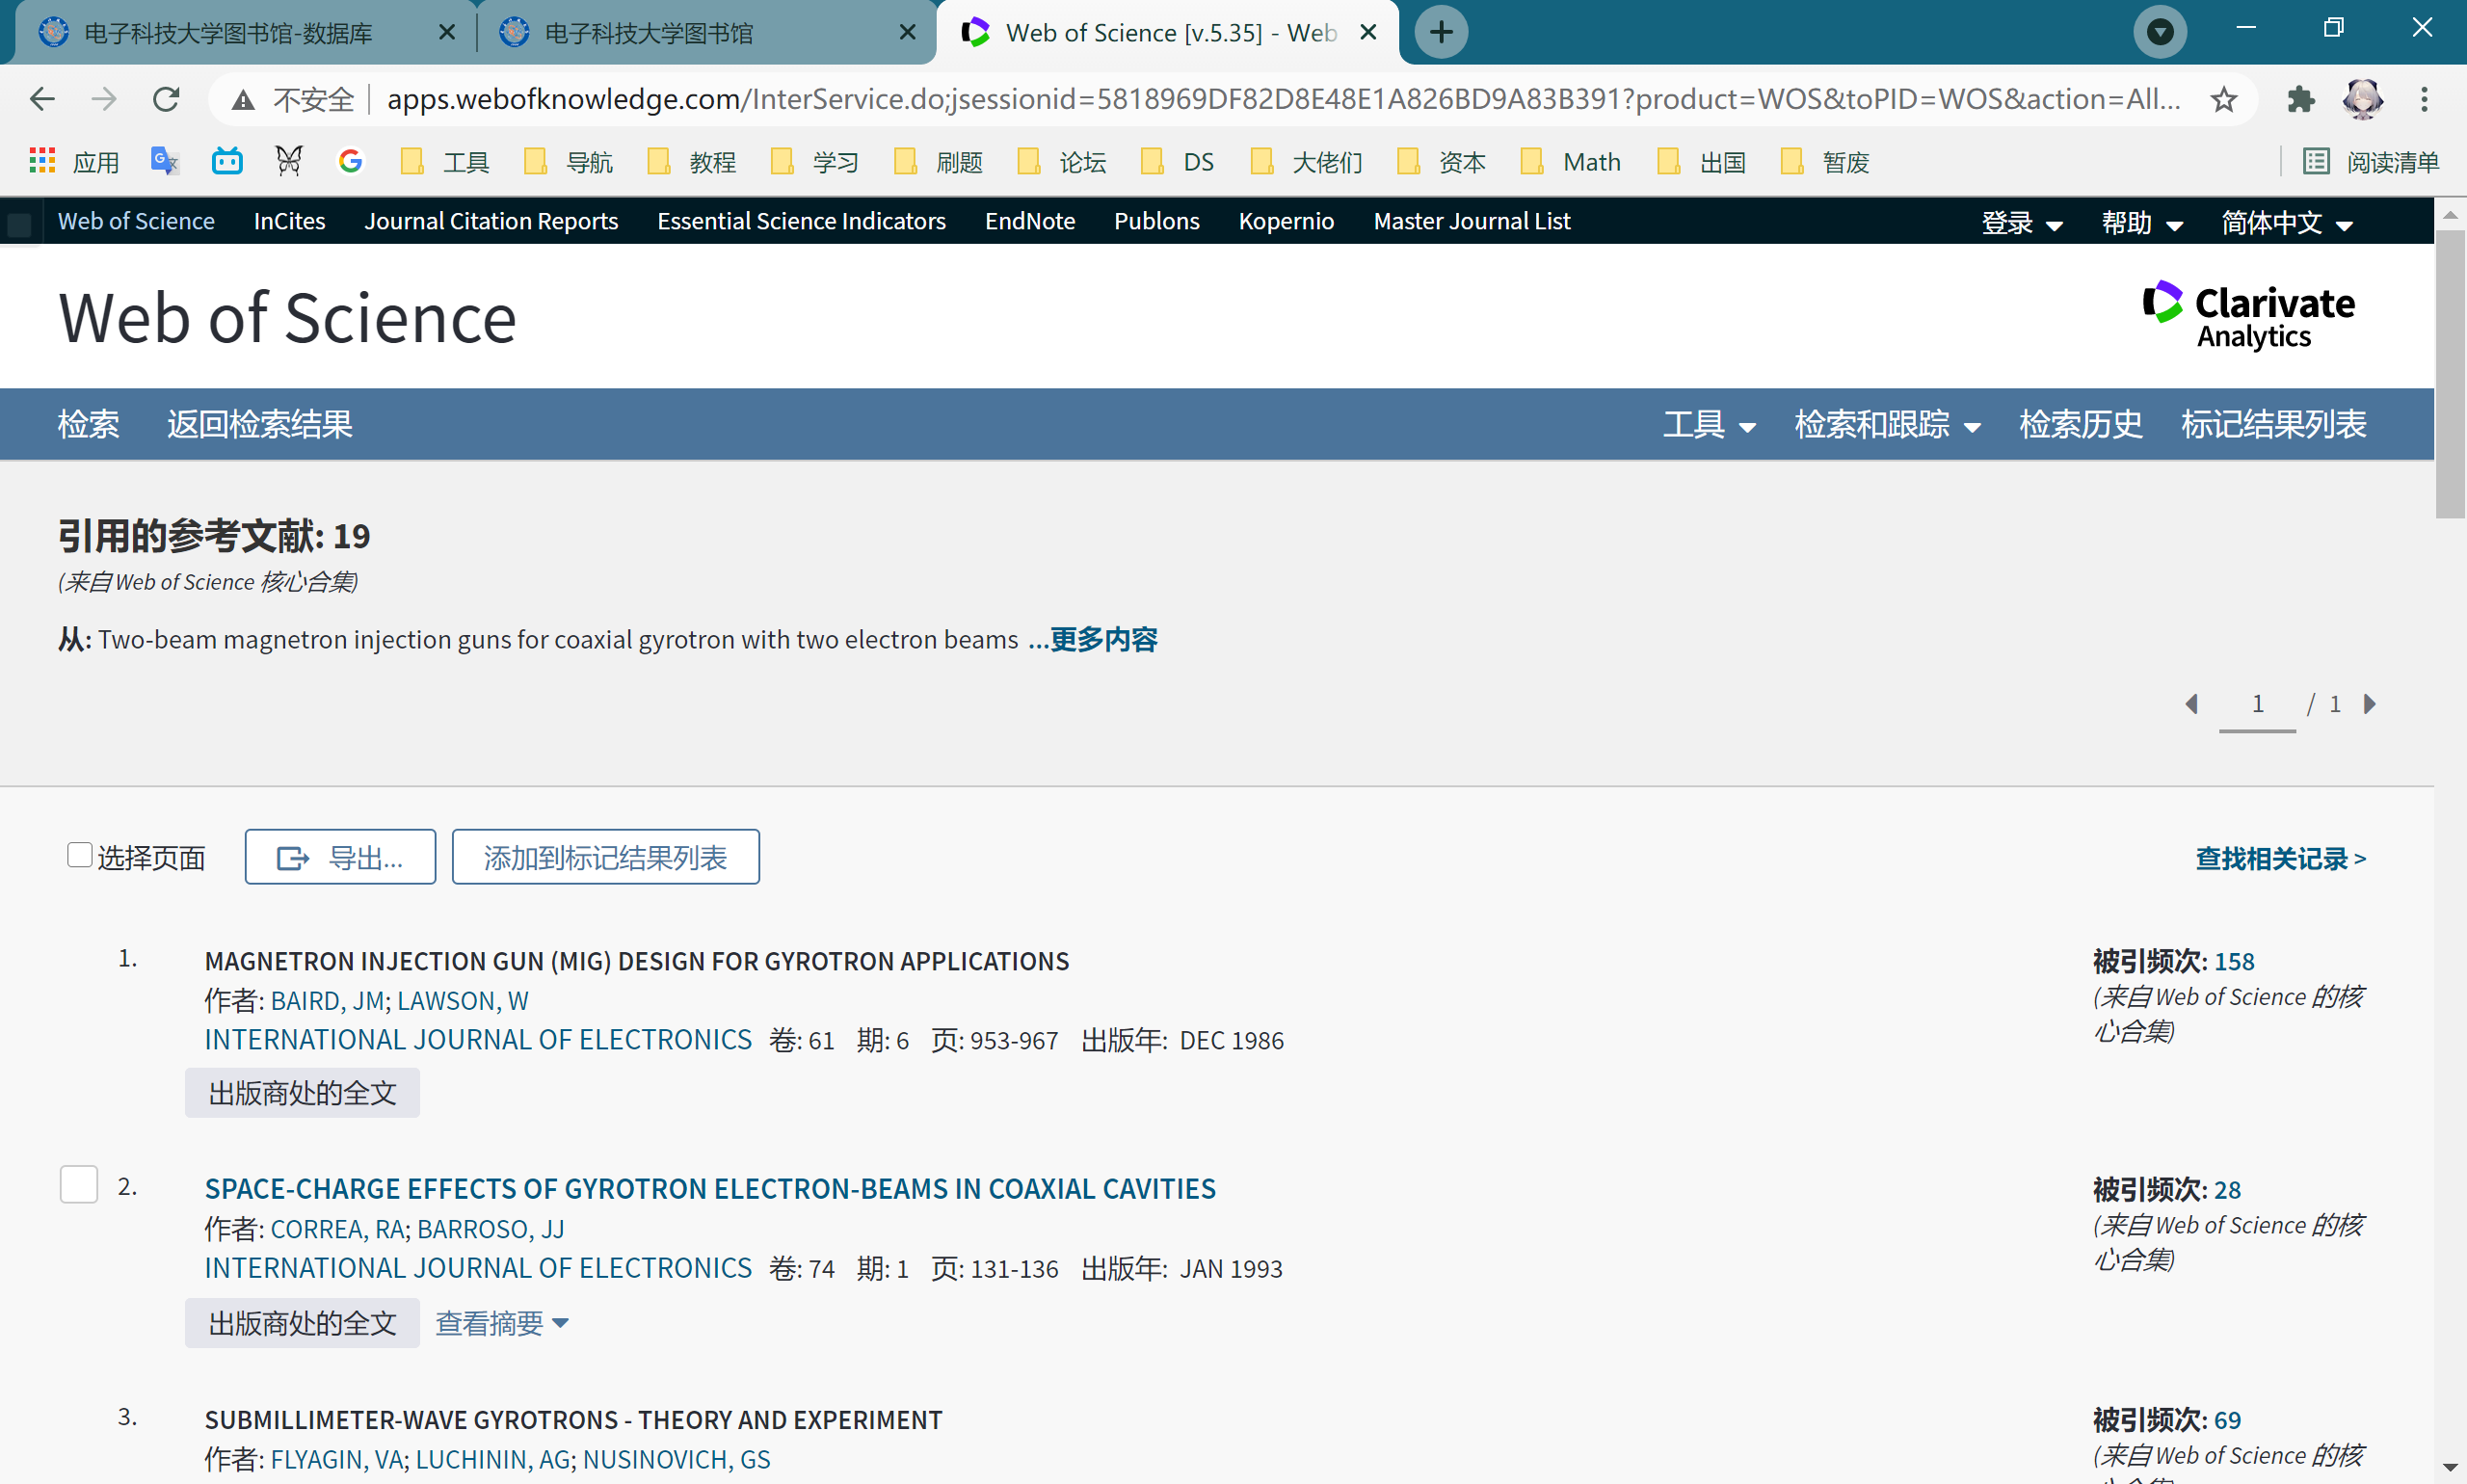 电子科技大学图书馆-数据库
电子科技大学图书馆
Web of Science [v.5.35] - Web
不安全
apps.webofknowledge.com/InterService.do;jsessionid=5818969DF82D8E48E1A826BD9A83B391?product=WOS&toPID=WOS&action=All...
应用 工具 导航 教程 学习 刷题 论坛 DS 大佬们 资本 Math 出国 暂废 阅读清单
Web of Science InCites Journal Citation Reports Essential Science Indicators EndNote Publons Kopernio Master Journal List 登录 帮助 简体中文
Web of Science
Clarivate
Analytics
检索 返回检索结果 工具 检索和跟踪 检索历史 标记结果列表
引用的参考文献: 19
(来自 Web of Science 核心合集)
从: Two-beam magnetron injection guns for coaxial gyrotron with two electron beams ...更多内容
1 / 1
选择页面 导出... 添加到标记结果列表 查找相关记录 >
1. MAGNETRON INJECTION GUN (MIG) DESIGN FOR GYROTRON APPLICATIONS
作者: BAIRD, JM; LAWSON, W
INTERNATIONAL JOURNAL OF ELECTRONICS 卷: 61 期: 6 页: 953-967 出版年: DEC 1986
出版商处的全文
被引频次: 158
(来自 Web of Science 的核
心合集)
2. SPACE-CHARGE EFFECTS OF GYROTRON ELECTRON-BEAMS IN COAXIAL CAVITIES
作者: CORREA, RA; BARROSO, JJ
INTERNATIONAL JOURNAL OF ELECTRONICS 卷: 74 期: 1 页: 131-136 出版年: JAN 1993
出版商处的全文 查看摘要
被引频次: 28
(来自 Web of Science 的核
心合集)
3. SUBMILLIMETER-WAVE GYROTRONS - THEORY AND EXPERIMENT
作者: FLYAGIN, VA; LUCHININ, AG; NUSINOVICH, GS
被引频次: 69
(来自 Web of Science 的核